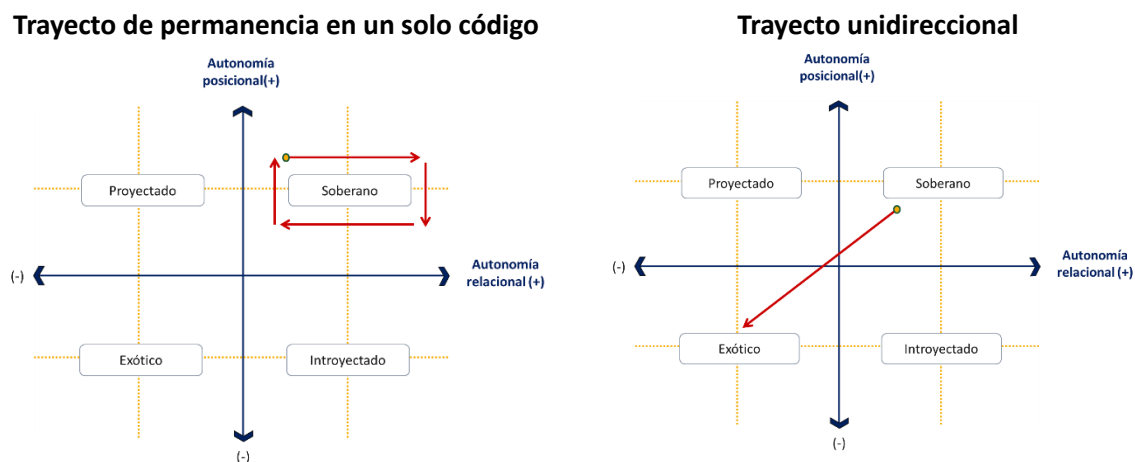 Trayecto de permanencia en un solo código
Autonomía
posicional(+)
Proyectado
Soberano
(-)
Autonomía
relacional (+)
Exótico
Introyectado
(-)
Trayecto unidireccional
Autonomía
posicional(+)
Proyectado
Soberano
(-)
Autonomía
relacional (+)
Exótico
Introyectado
(-)